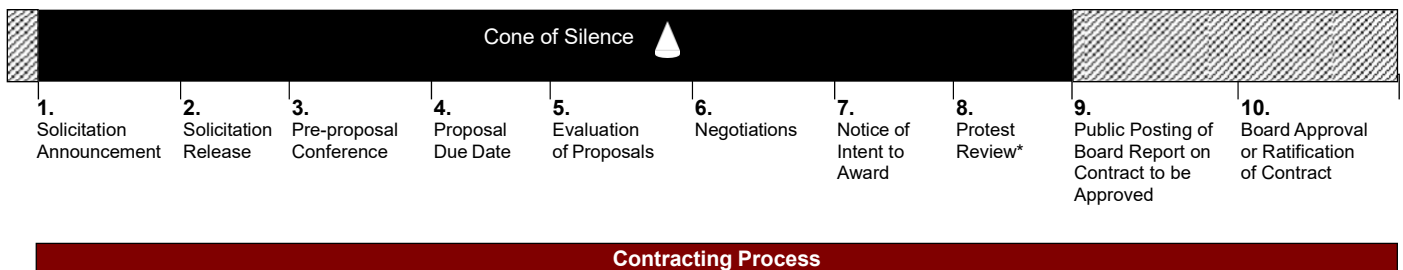 Cone of Silence
1.
Solicitation
Announcement
2.
Solicitation
Release
3.
Pre-proposal
Conference
4.
Proposal
Due Date
5.
Evaluation
of Proposals
6.
Negotiations
7.
Notice of
Intent to
Award
8.
Protest
Review*
9.
Public Posting of
Board Report on
Contract to be
Approved
10.
Board Approval
or Ratification
of Contract
Contracting Process